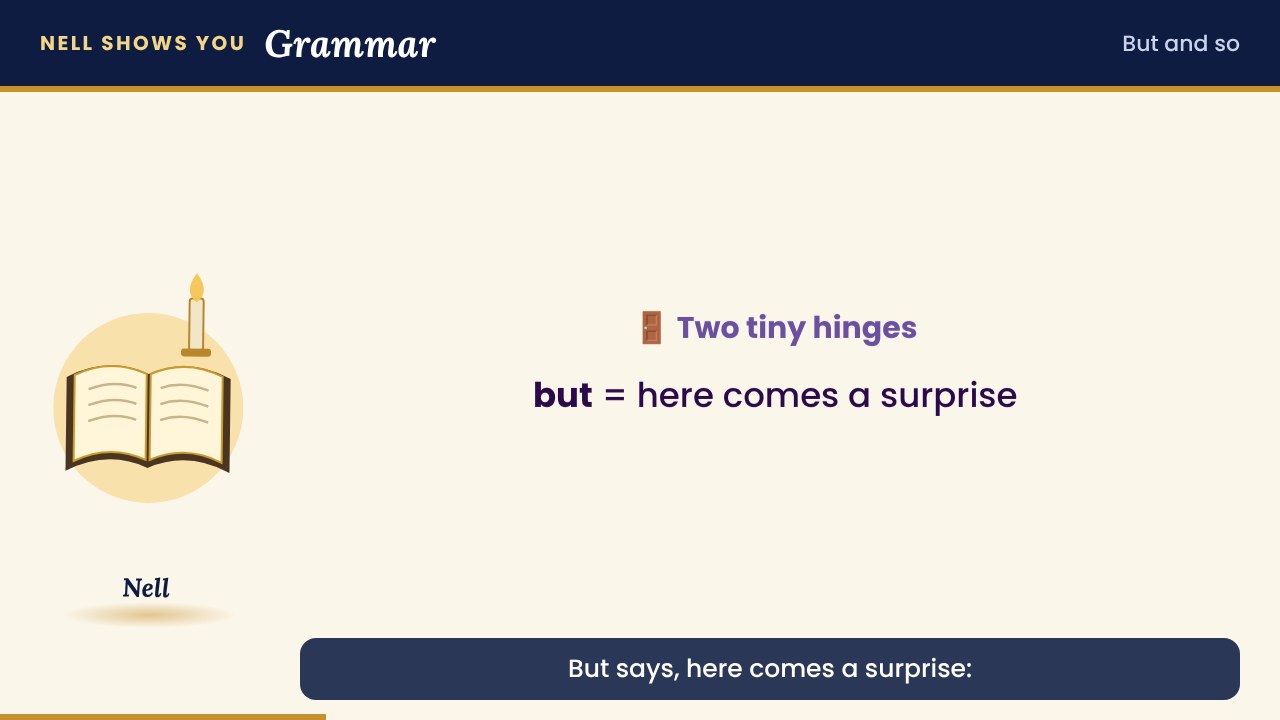 NELL SHOWS YOU Grammar
But and so
Two tiny hinges
but = here comes a surprise
Nell
But says, here comes a surprise: